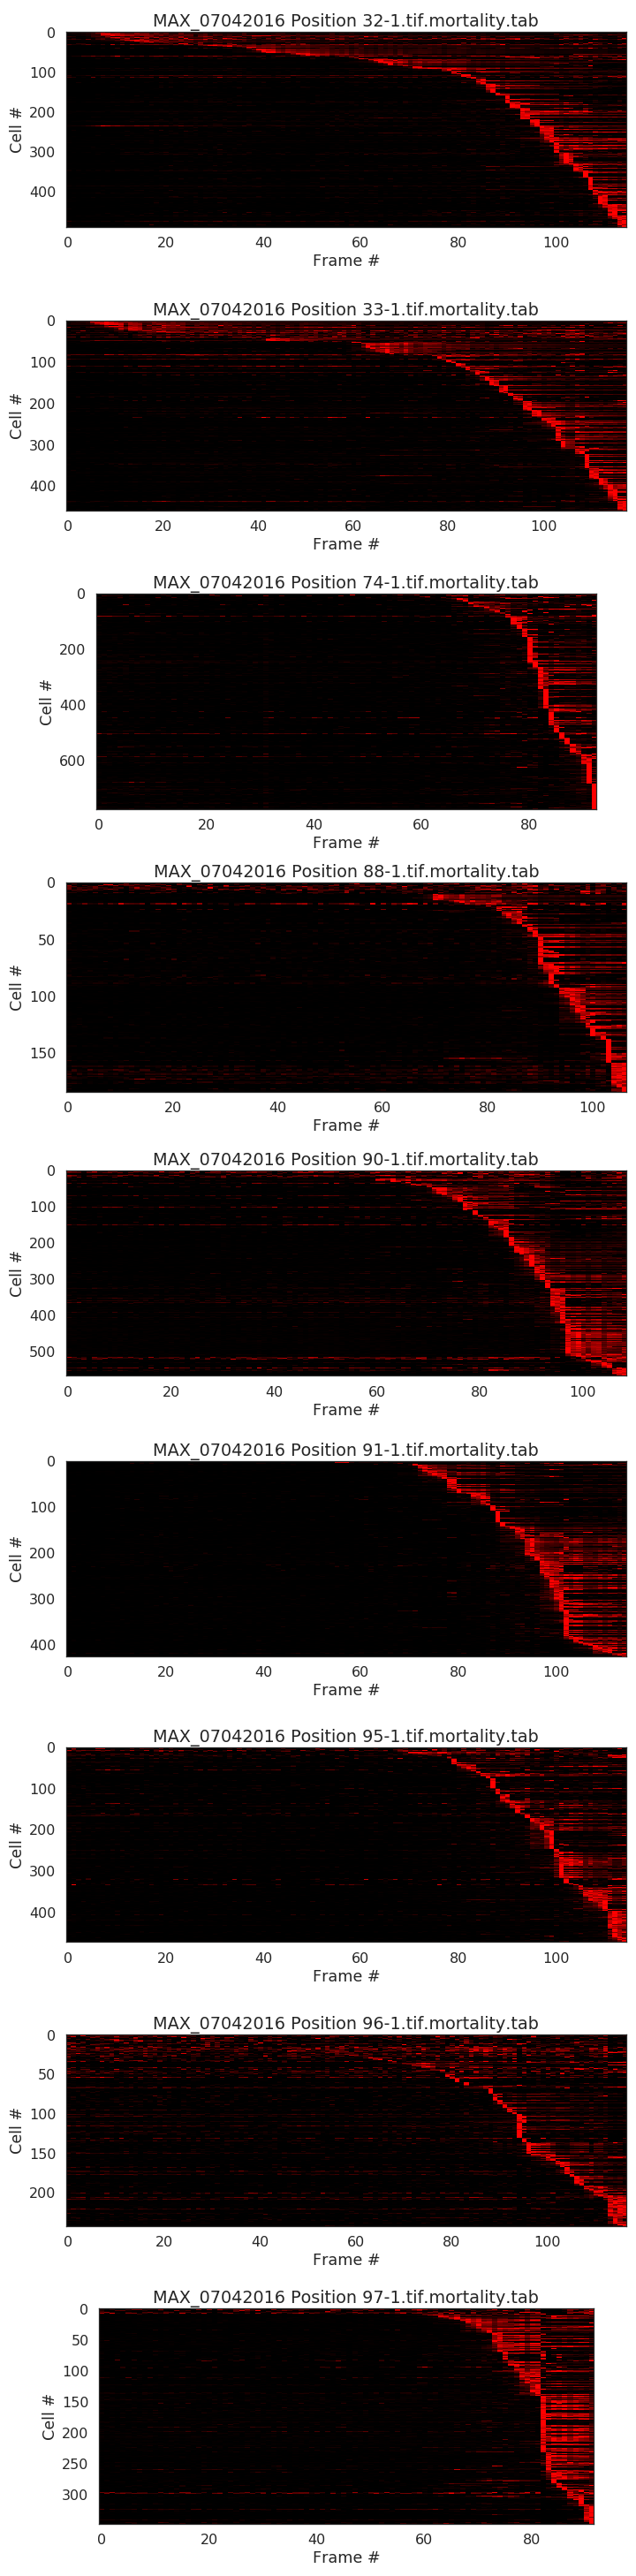 MAX_07042016 Position 32-1.tif.mortality.tab
0
100
200
300
400
Cell #
0 20 40 60 80 100
Frame #
MAX_07042016 Position 33-1.tif.mortality.tab
0
100
200
300
400
Cell #
0 20 40 60 80 100
Frame #
MAX_07042016 Position 74-1.tif.mortality.tab
0
200
400
600
Cell #
0 20 40 60 80
Frame #
MAX_07042016 Position 88-1.tif.mortality.tab
0
50
100
150
Cell #
0 20 40 60 80 100
Frame #
MAX_07042016 Position 90-1.tif.mortality.tab
0
100
200
300
400
500
Cell #
0 20 40 60 80 100
Frame #
MAX_07042016 Position 91-1.tif.mortality.tab
0
100
200
300
400
Cell #
0 20 40 60 80 100
Frame #
MAX_07042016 Position 95-1.tif.mortality.tab
0
100
200
300
400
Cell #
0 20 40 60 80 100
Frame #
MAX_07042016 Position 96-1.tif.mortality.tab
0
50
100
150
200
Cell #
0 20 40 60 80 100
Frame #
MAX_07042016 Position 97-1.tif.mortality.tab
0
50
100
150
200
250
300
Cell #
0 20 40 60 80
Frame #